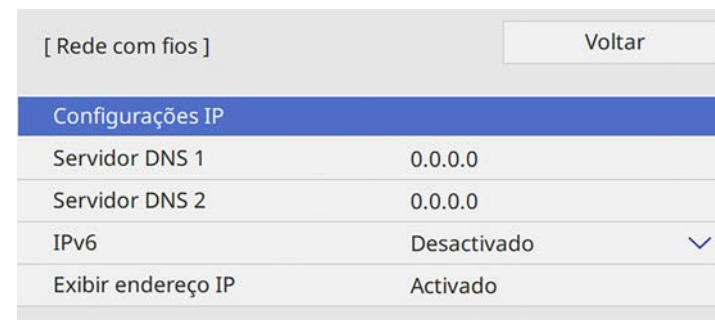 [ Rede com fios ] Voltar
Configurações IP
Servidor DNS 1 0.0.0.0
Servidor DNS 2 0.0.0.0
IPv6 Desactivado
Exibir endereço IP Activado